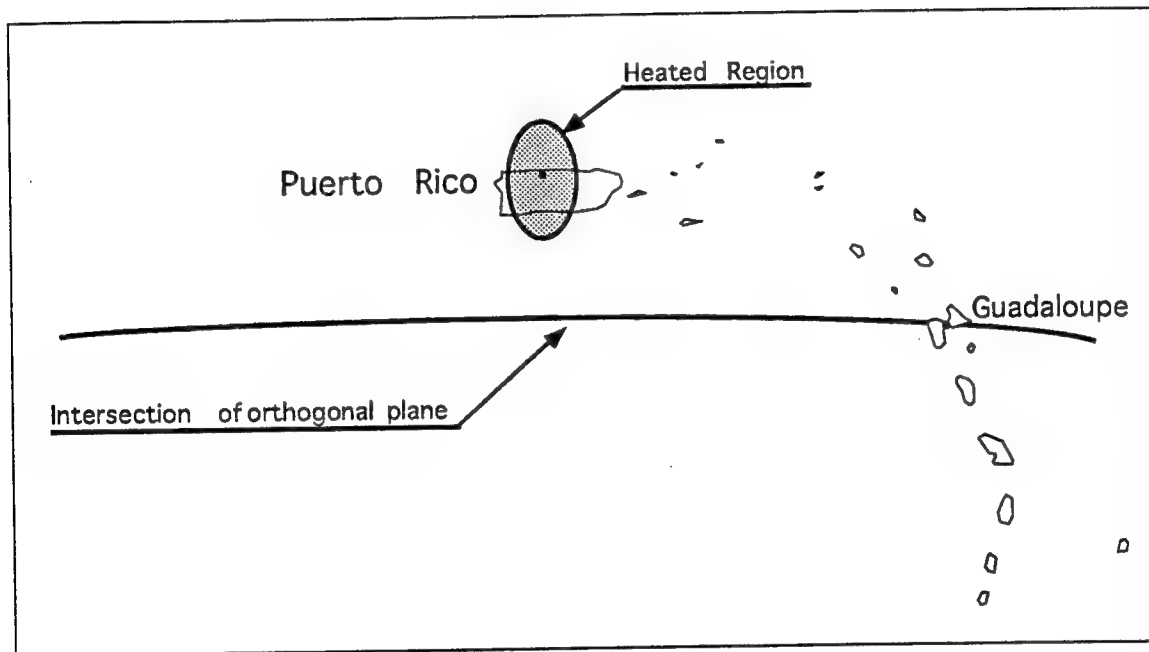 Heated Region
Puerto Rico
Guadaloupe
Intersection of orthogonal plane